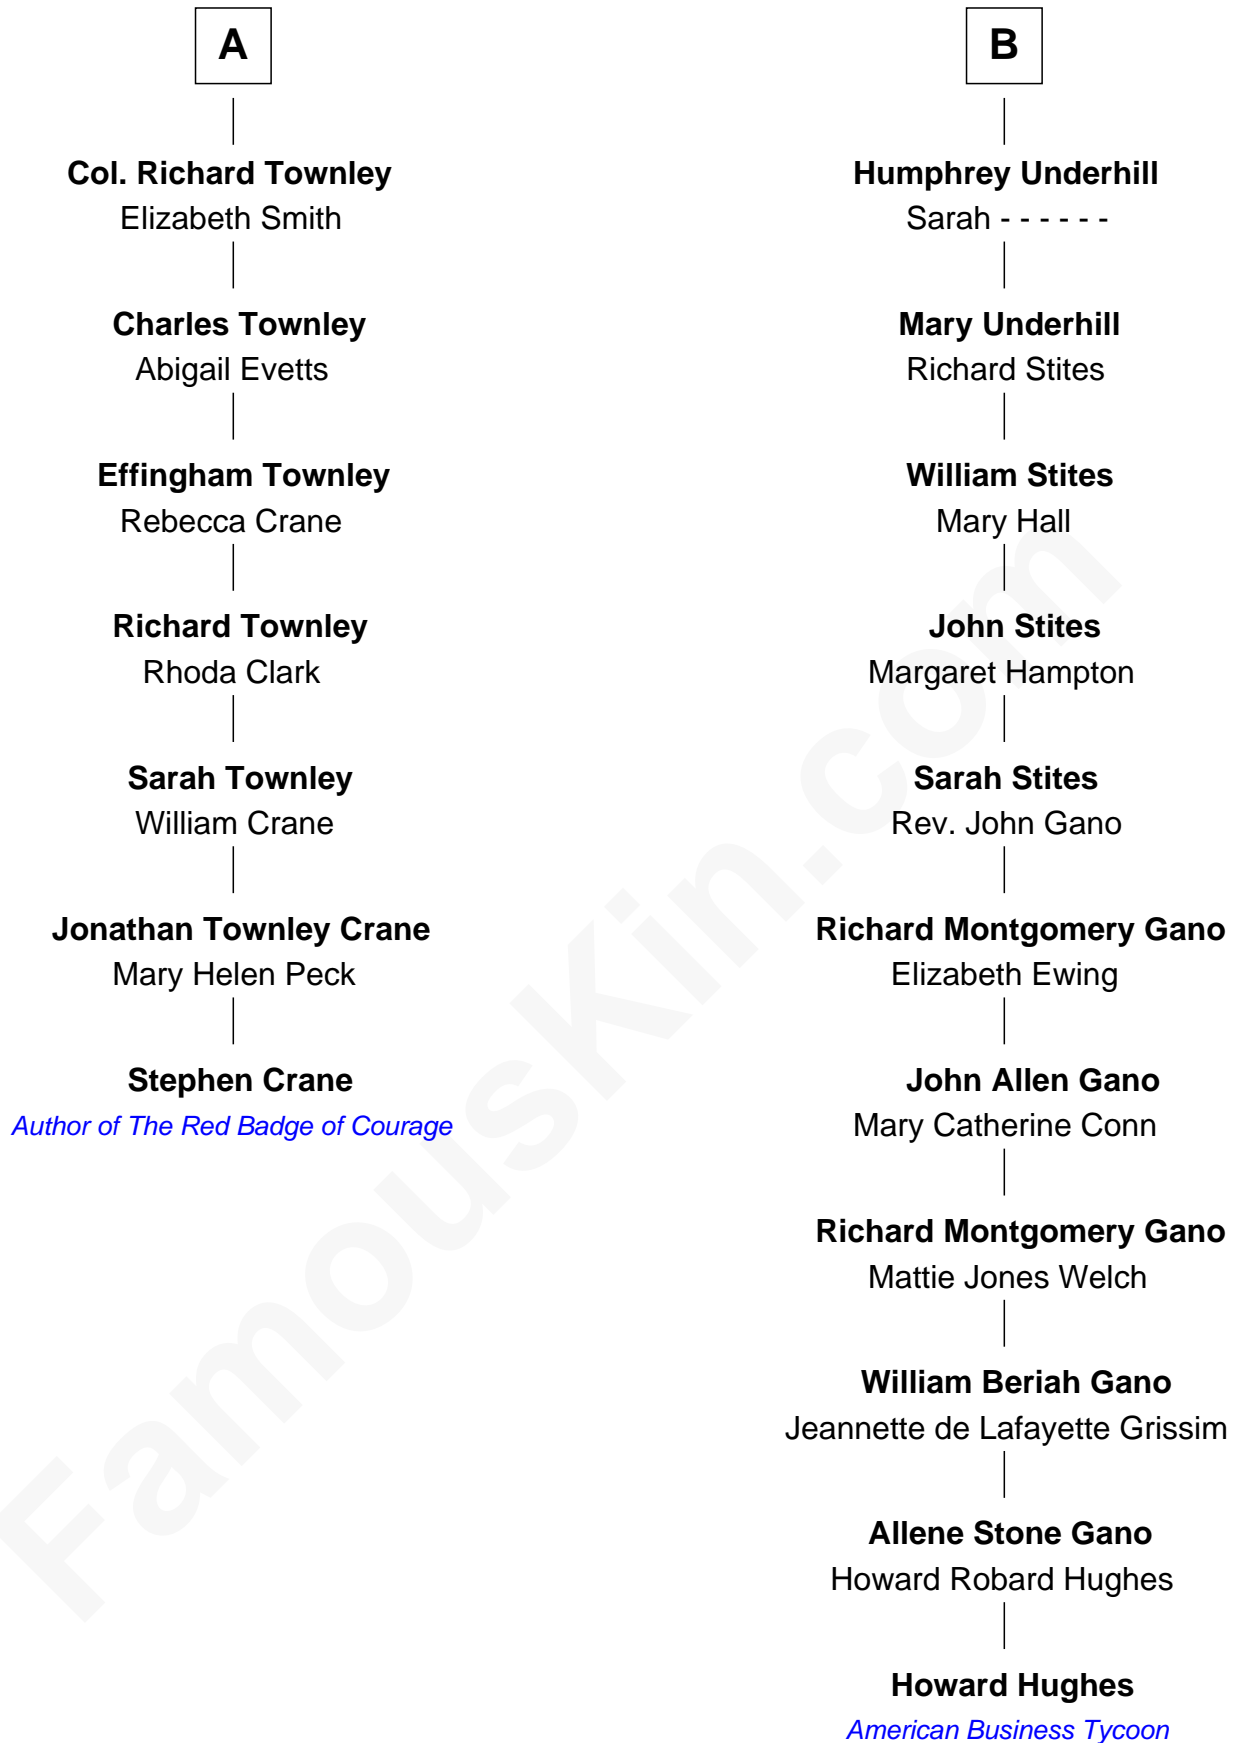 A
Col. Richard Townley
Elizabeth Smith
Charles Townley
Abigail Evetts
Effingham Townley
Rebecca Crane
Richard Townley
Rhoda Clark
Sarah Townley
William Crane
Jonathan Townley Crane
Mary Helen Peck
Stephen Crane
Author of The Red Badge of Courage
B
Humphrey Underhill
Sarah - - - - - -
Mary Underhill
Richard Stites
William Stites
Mary Hall
John Stites
Margaret Hampton
Sarah Stites
Rev. John Gano
Richard Montgomery Gano
Elizabeth Ewing
John Allen Gano
Mary Catherine Conn
Richard Montgomery Gano
Mattie Jones Welch
William Beriah Gano
Jeannette de Lafayette Grissim
Allene Stone Gano
Howard Robard Hughes
Howard Hughes
American Business Tycoon
FamousKin.com